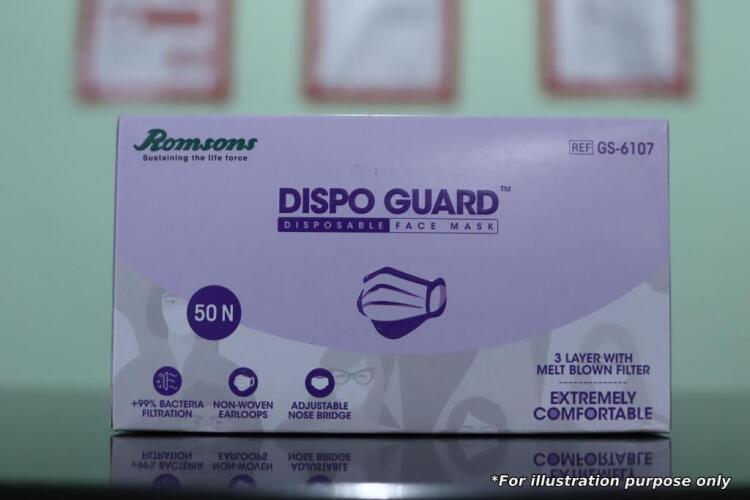 Romsons
Sustaining the life force
REF GS-6107
DISPO GUARD™
DISPOSABLE FACE MASK
50 N
3 LAYER WITH
MELT BLOWN FILTER
+99% BACTERIA
FILTRATION
NON-WOVEN
EARLOOPS
ADJUSTABLE
NOSE BRIDGE
EXTREMELY
COMFORTABLE
*For illustration purpose only